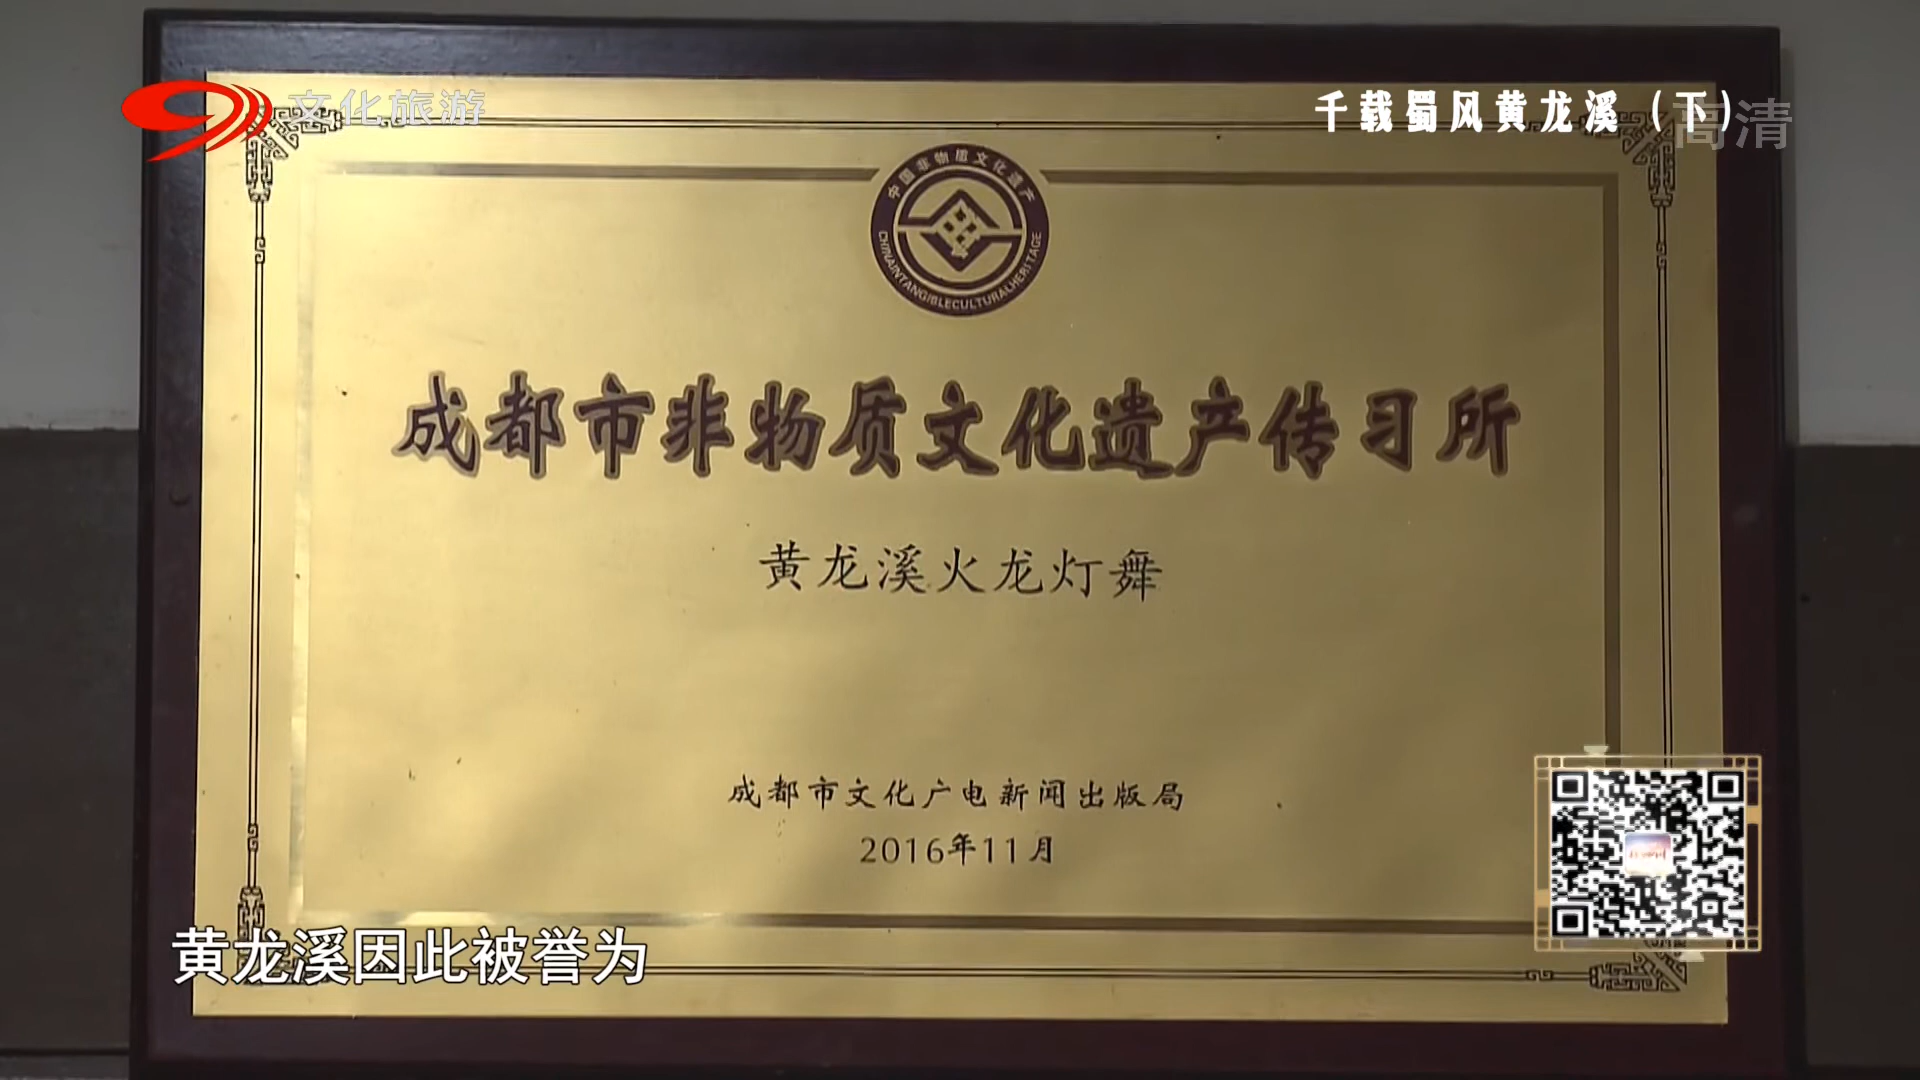 文化旅游
千载蜀风黄龙溪（下）
高清
中国非物质文化遗产
CHINAINTANGIBLECULTURALHERITAGE
成都市非物质文化遗产传习所
黄龙溪火龙灯舞
成都市文化广电新闻出版局
2016年11月
黄龙溪因此被誉为